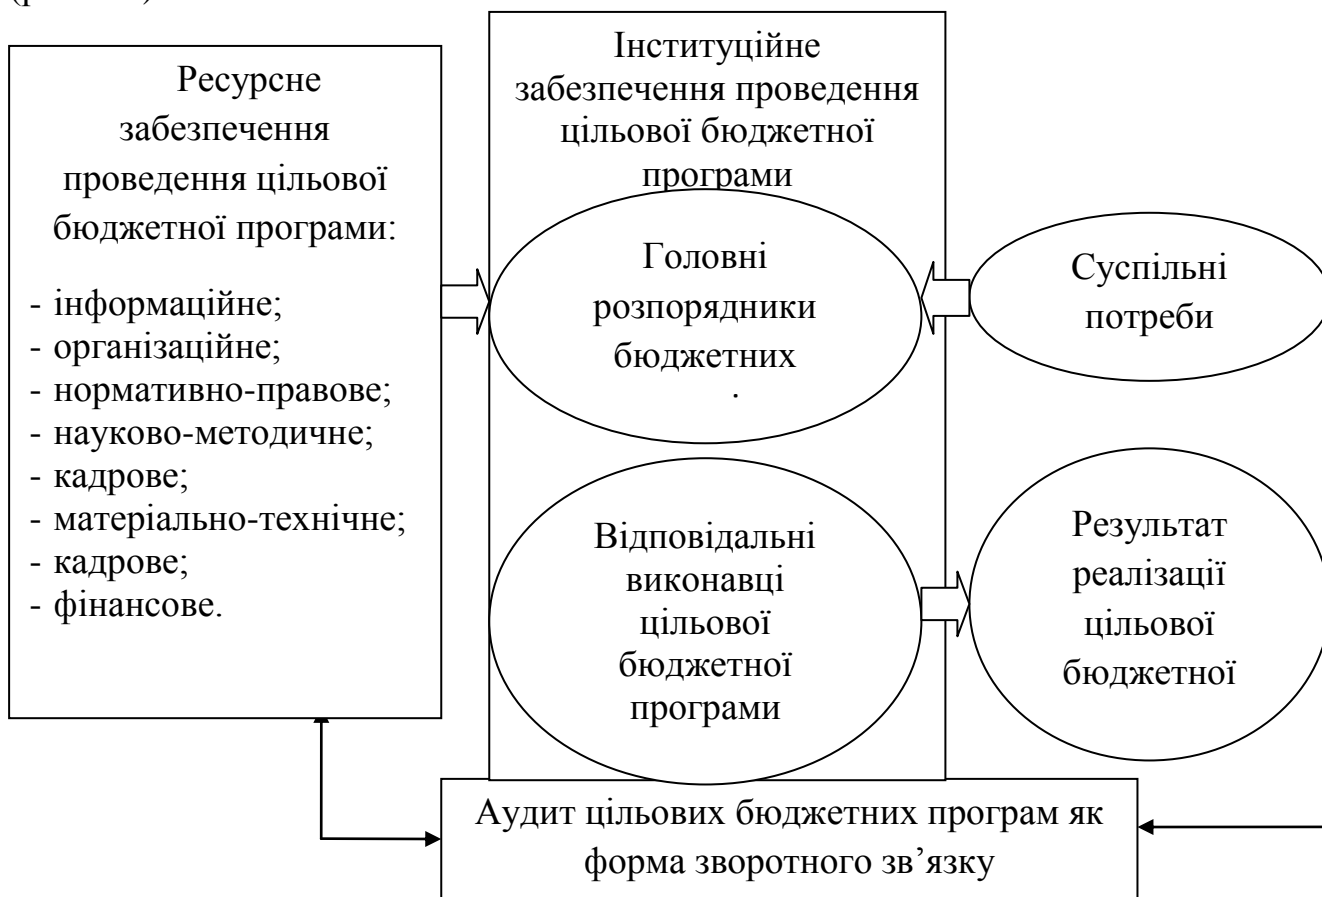 Ресурсне
забезпечення
проведення цільової
бюджетної програми:
- інформаційне;
- організаційне;
- нормативно-правове;
- науково-методичне;
- кадрове;
- матеріально-технічне;
- кадрове;
- фінансове.
Інституційне
забезпечення проведення
цільової бюджетної
програми
Головні
розпорядники
бюджетних
Відповідальні
виконавці
цільової
бюджетної
програми
Суспільні
потреби
Результат
реалізації
цільової
бюджетної
Аудит цільових бюджетних програм як
форма зворотного зв’язку